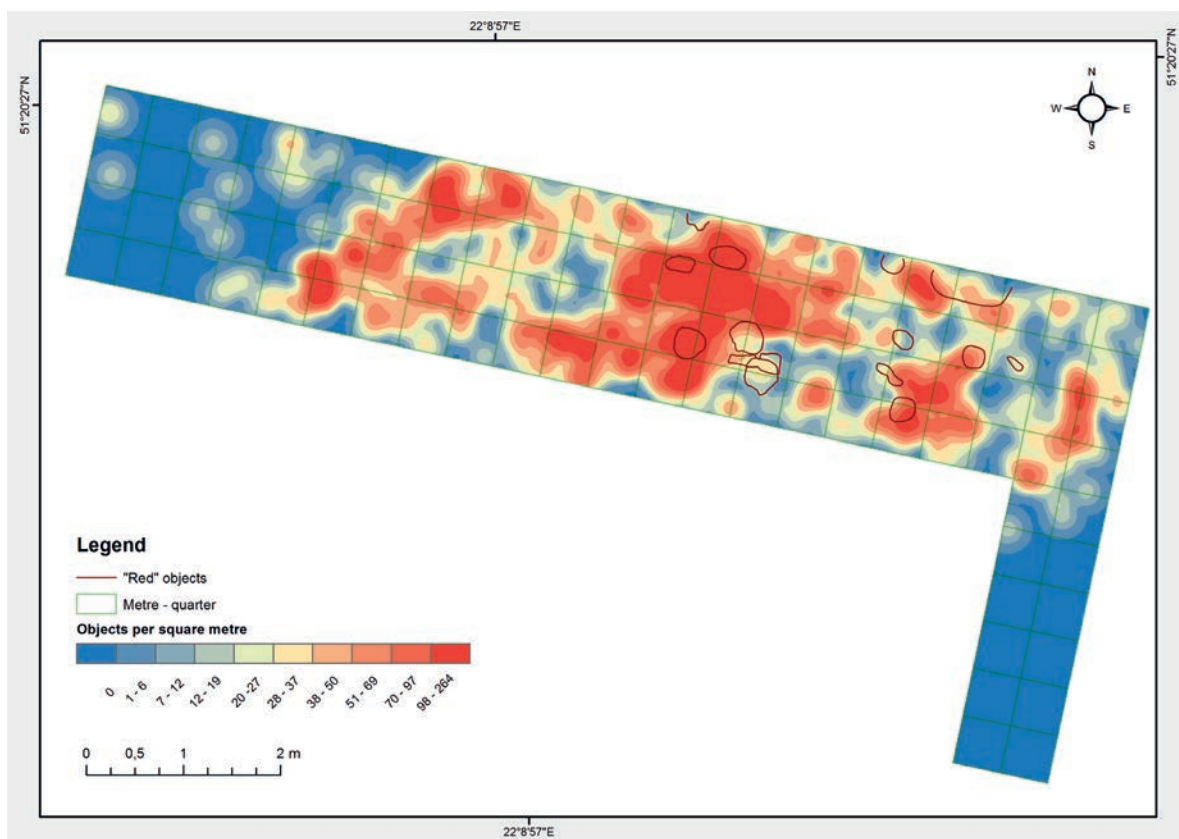 22°8'57"E
51°20'27"N
51°20'27"N
N
W E
S
Legend
"Red" objects
Metre - quarter
Objects per square metre
0 1 - 6 7 - 12 12 - 19 20 -27 28 - 37 38 - 50 51 - 69 70 - 97 98 - 264
0 0,5 1 2 m
22°8'57"E